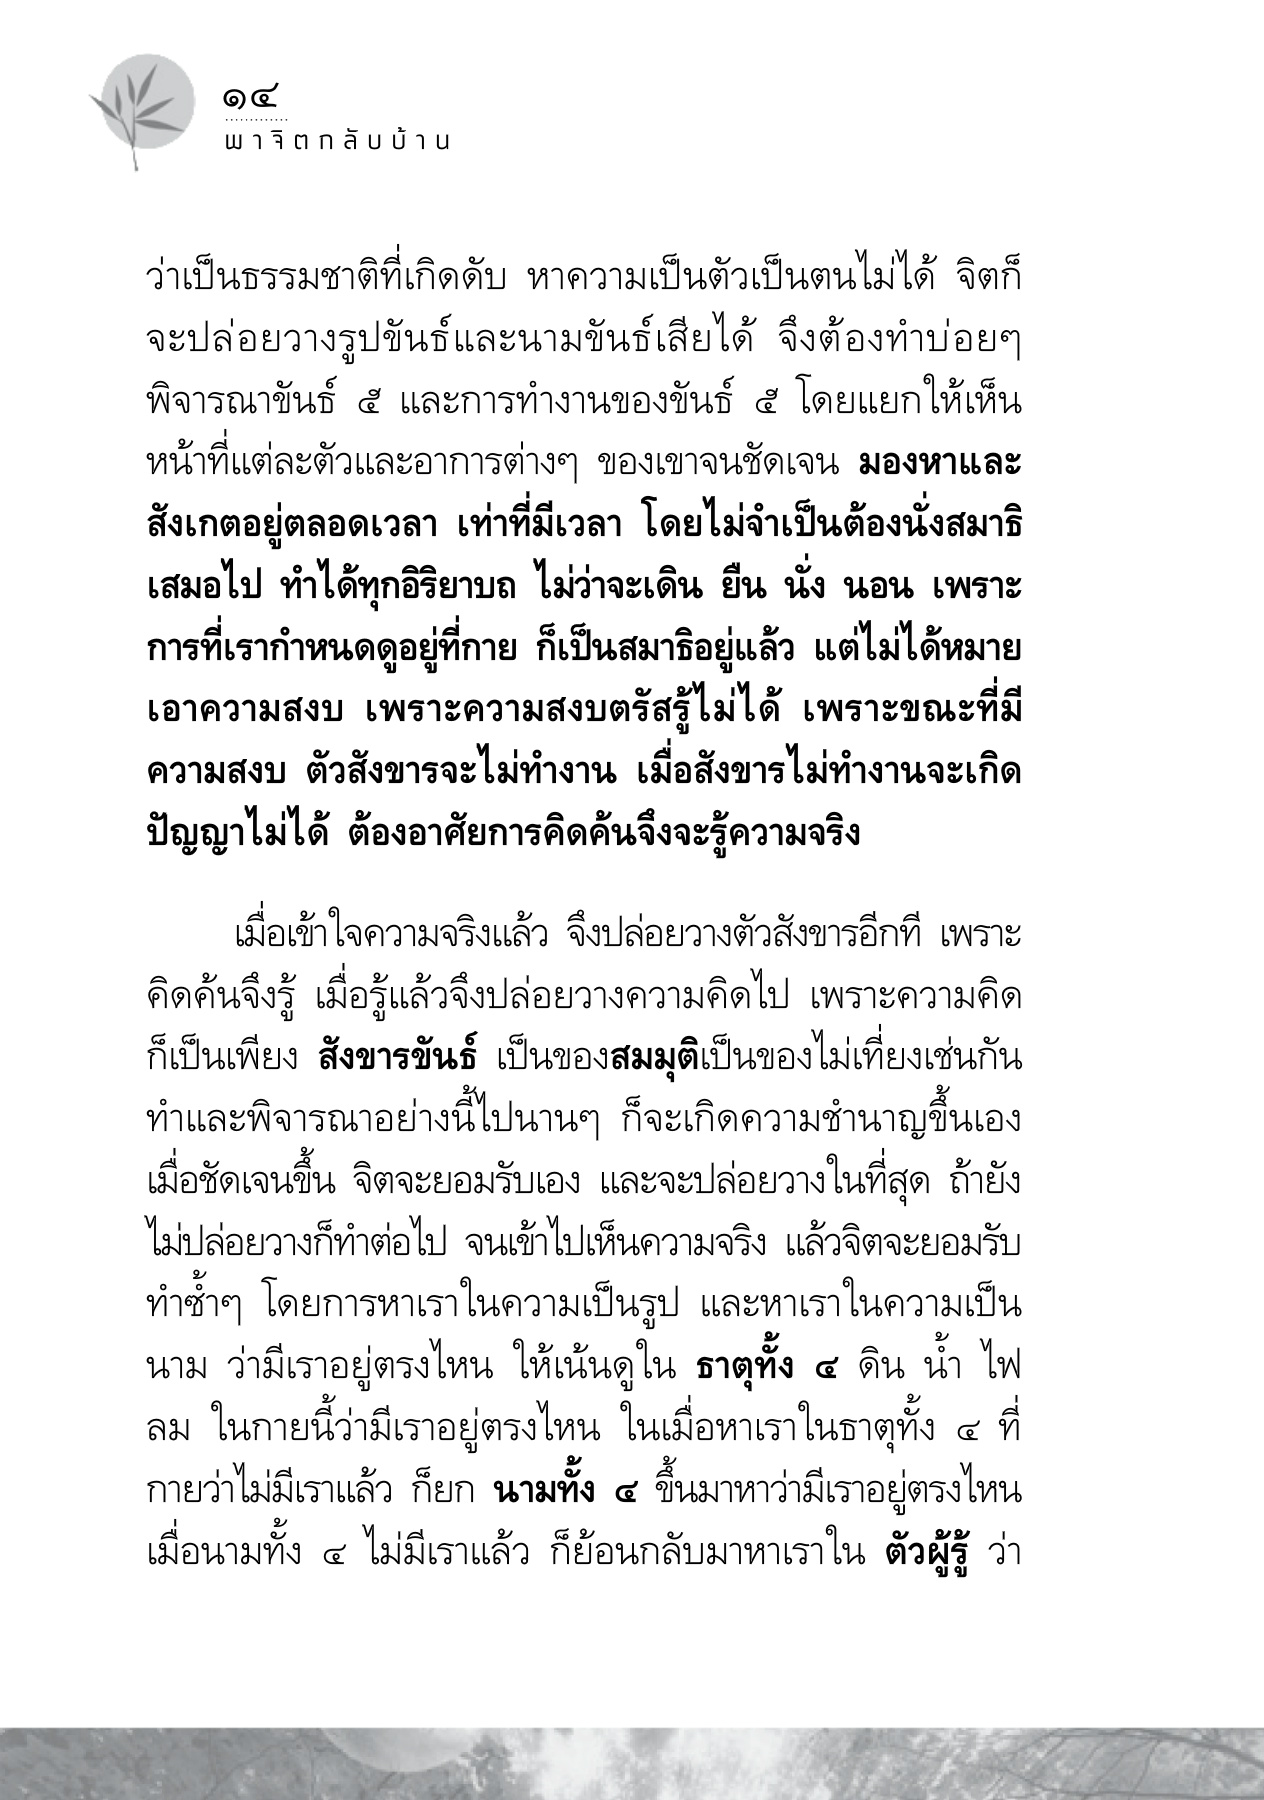 ๑๔
พาจิตกลับบ้าน
ว่าเป็นธรรมชาติที่เกิดดับ หาความเป็นตัวเป็นตนไม่ได้ จิตก็
จะปล่อยวางรูปขันธ์และนามขันธ์เสียได้ จึงต้องทำบ่อยๆ
พิจารณาขันธ์ ๕ และการทำงานของขันธ์ ๕ โดยแยกให้เห็น
หน้าที่แต่ละตัวและอาการต่างๆ ของเขาจนชัดเจน มองหาและ
สังเกตอยู่ตลอดเวลา เท่าที่มีเวลา โดยไม่จำเป็นต้องนั่งสมาธิ
เสมอไป ทำได้ทุกอิริยาบถ ไม่ว่าจะเดิน ยืน นั่ง นอน เพราะ
การที่เรากำหนดดูอยู่ที่กาย ก็เป็นสมาธิอยู่แล้ว แต่ไม่ได้หมาย
เอาความสงบ เพราะความสงบตรัสรู้ไม่ได้ เพราะขณะที่มี
ความสงบ ตัวสังขารจะไม่ทำงาน เมื่อสังขารไม่ทำงานจะเกิด
ปัญญาไม่ได้ ต้องอาศัยการคิดค้นจึงจะรู้ความจริง
เมื่อเข้าใจความจริงแล้ว จึงปล่อยวางตัวสังขารอีกที เพราะ
คิดค้นจึงรู้ เมื่อรู้แล้วจึงปล่อยวางความคิดไป เพราะความคิด
ก็เป็นเพียง สังขารขันธ์ เป็นของสมมุติเป็นของไม่เที่ยงเช่นกัน
ทำและพิจารณาอย่างนี้ไปนานๆ ก็จะเกิดความชำนาญขึ้นเอง
เมื่อชัดเจนขึ้น จิตจะยอมรับเอง และจะปล่อยวางในที่สุด ถ้ายัง
ไม่ปล่อยวางก็ทำต่อไป จนเข้าไปเห็นความจริง แล้วจิตจะยอมรับ
ทำซ้ำๆ โดยการหาเราในความเป็นรูป และหาเราในความเป็น
นาม ว่ามีเราอยู่ตรงไหน ให้เน้นดูใน ธาตุทั้ง ๔ ดิน น้ำ ไฟ
ลม ในกายนี้ว่ามีเราอยู่ตรงไหน ในเมื่อหาเราในธาตุทั้ง ๔ ที่
กายว่าไม่มีเราแล้ว ก็ยก นามทั้ง ๔ ขึ้นมาหาว่ามีเราอยู่ตรงไหน
เมื่อนามทั้ง ๔ ไม่มีเราแล้ว ก็ย้อนกลับมาหาเราใน ตัวผู้รู้ ว่า